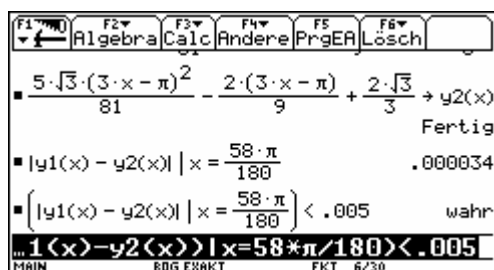 F1 F2 F3 F4 F5 F6
Algebra Calc Andere PrgEA Lösch
5·√3·(3·x − π)² / 81 − 2·(3·x − π) / 9 + 2·√3 / 3 → y2(x)
Fertig
|y1(x) − y2(x)| | x = 58·π / 180 .000034
(|y1(x) − y2(x)| | x = 58·π / 180) < .005 wahr
…1(x)-y2(x))|x=58*π/180)<.005
MAIN BOG EXAKT FKT 6/30